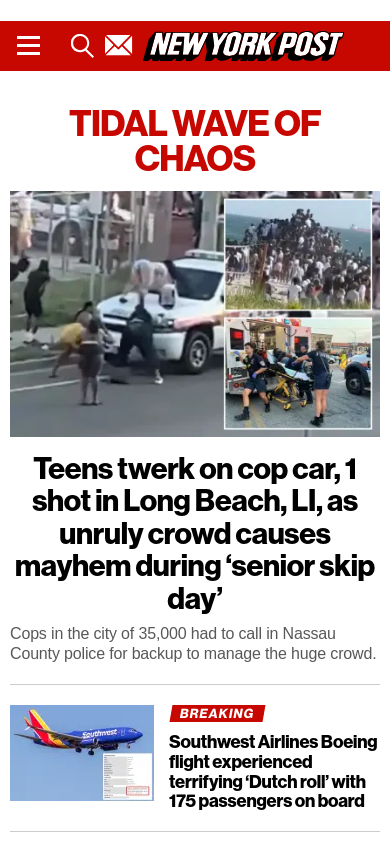 NEW YORK POST
TIDAL WAVE OF
CHAOS
Teens twerk on cop car, 1
shot in Long Beach, LI, as
unruly crowd causes
mayhem during ‘senior skip
day’
Cops in the city of 35,000 had to call in Nassau
County police for backup to manage the huge crowd.
BREAKING
Southwest Airlines Boeing
flight experienced
terrifying ‘Dutch roll’ with
175 passengers on board
Southwest